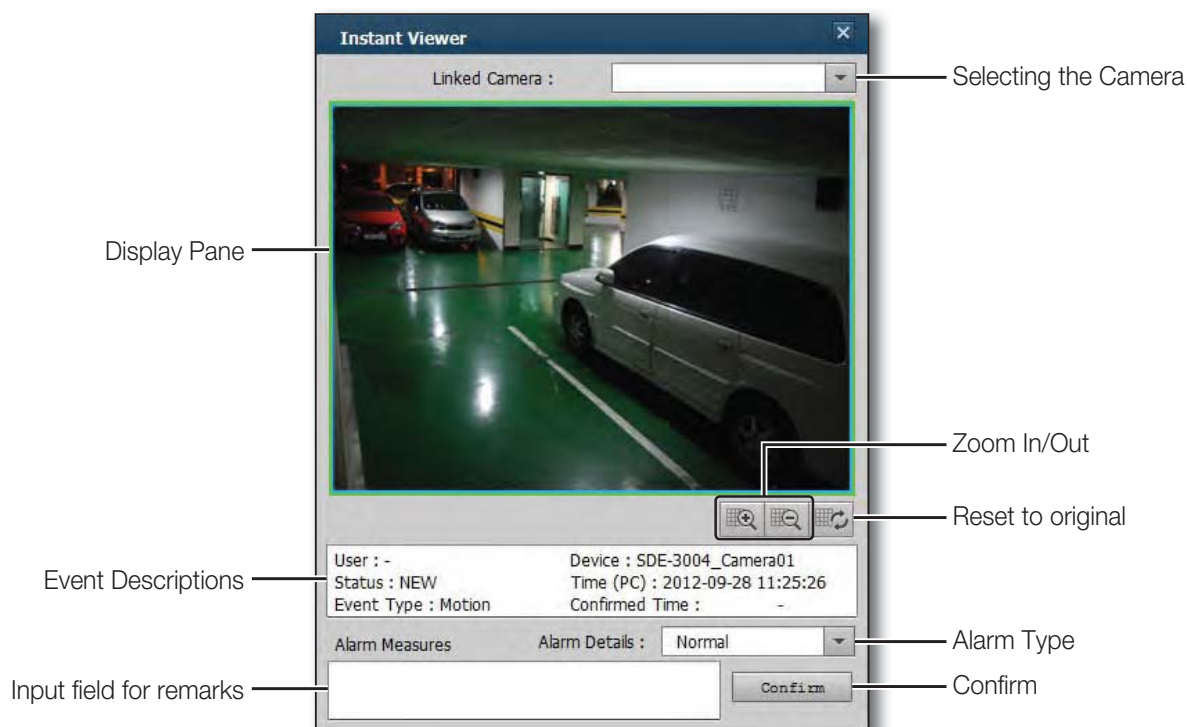 Instant Viewer
Linked Camera :
Selecting the Camera
Display Pane
Zoom In/Out
Reset to original
Event Descriptions
User : - Device : SDE-3004_Camera01
Status : NEW Time (PC) : 2012-09-28 11:25:26
Event Type : Motion Confirmed Time : -
Alarm Measures Alarm Details : Normal
Alarm Type
Input field for remarks
Confirm
Confirm